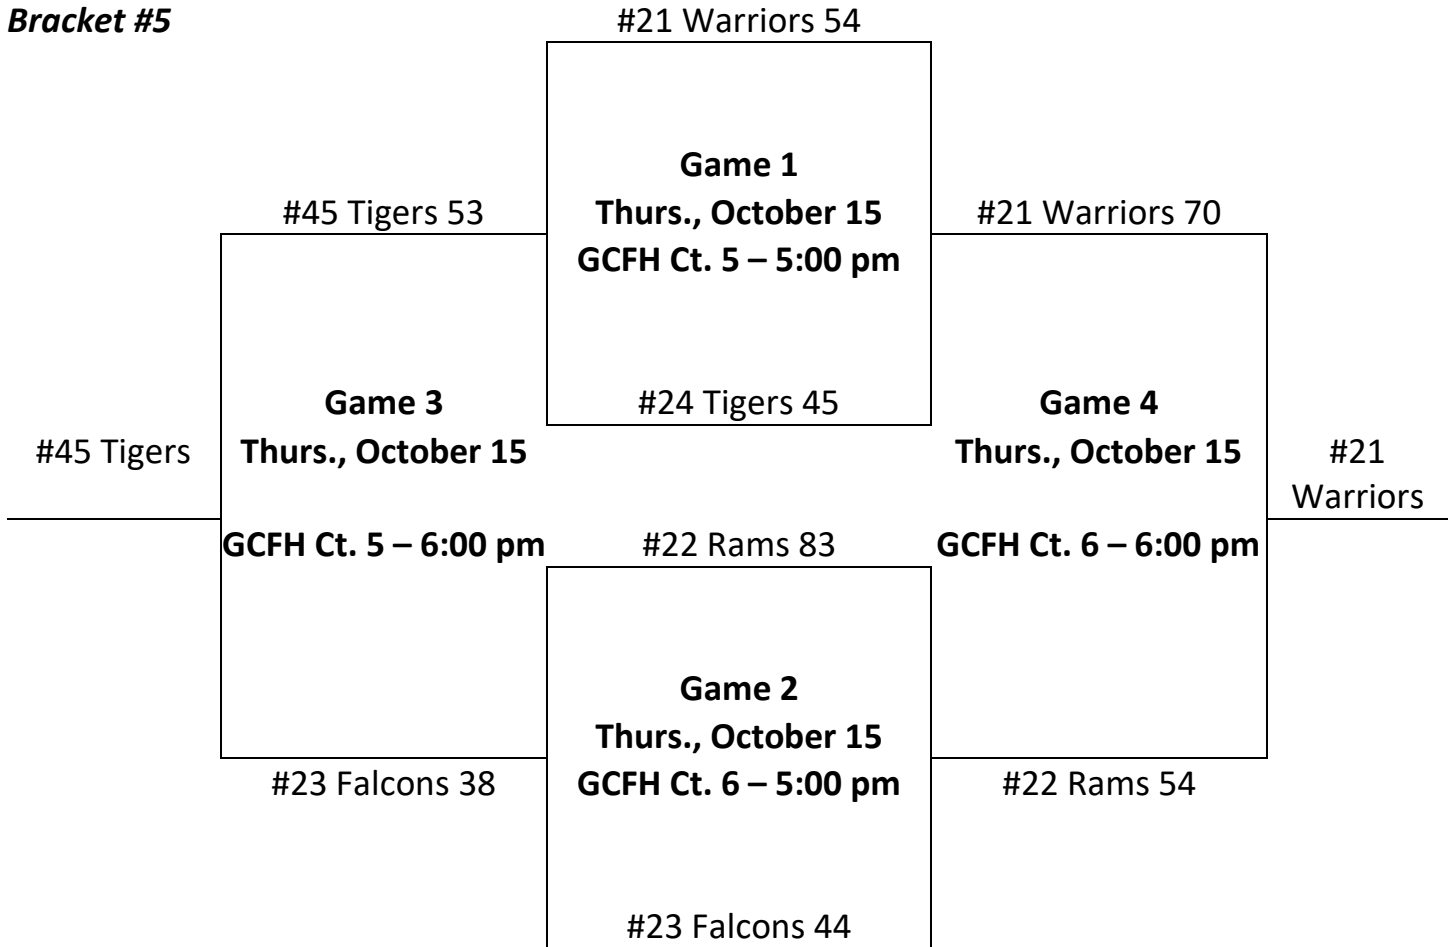 Bracket #5
#21 Warriors 54
Game 1
Thurs., October 15
GCFH Ct. 5 – 5:00 pm
#45 Tigers 53
#21 Warriors 70
#24 Tigers 45
Game 3
Thurs., October 15
GCFH Ct. 5 – 6:00 pm
#45 Tigers
Game 4
Thurs., October 15
GCFH Ct. 6 – 6:00 pm
#21
Warriors
#22 Rams 83
Game 2
Thurs., October 15
GCFH Ct. 6 – 5:00 pm
#23 Falcons 38
#22 Rams 54
#23 Falcons 44